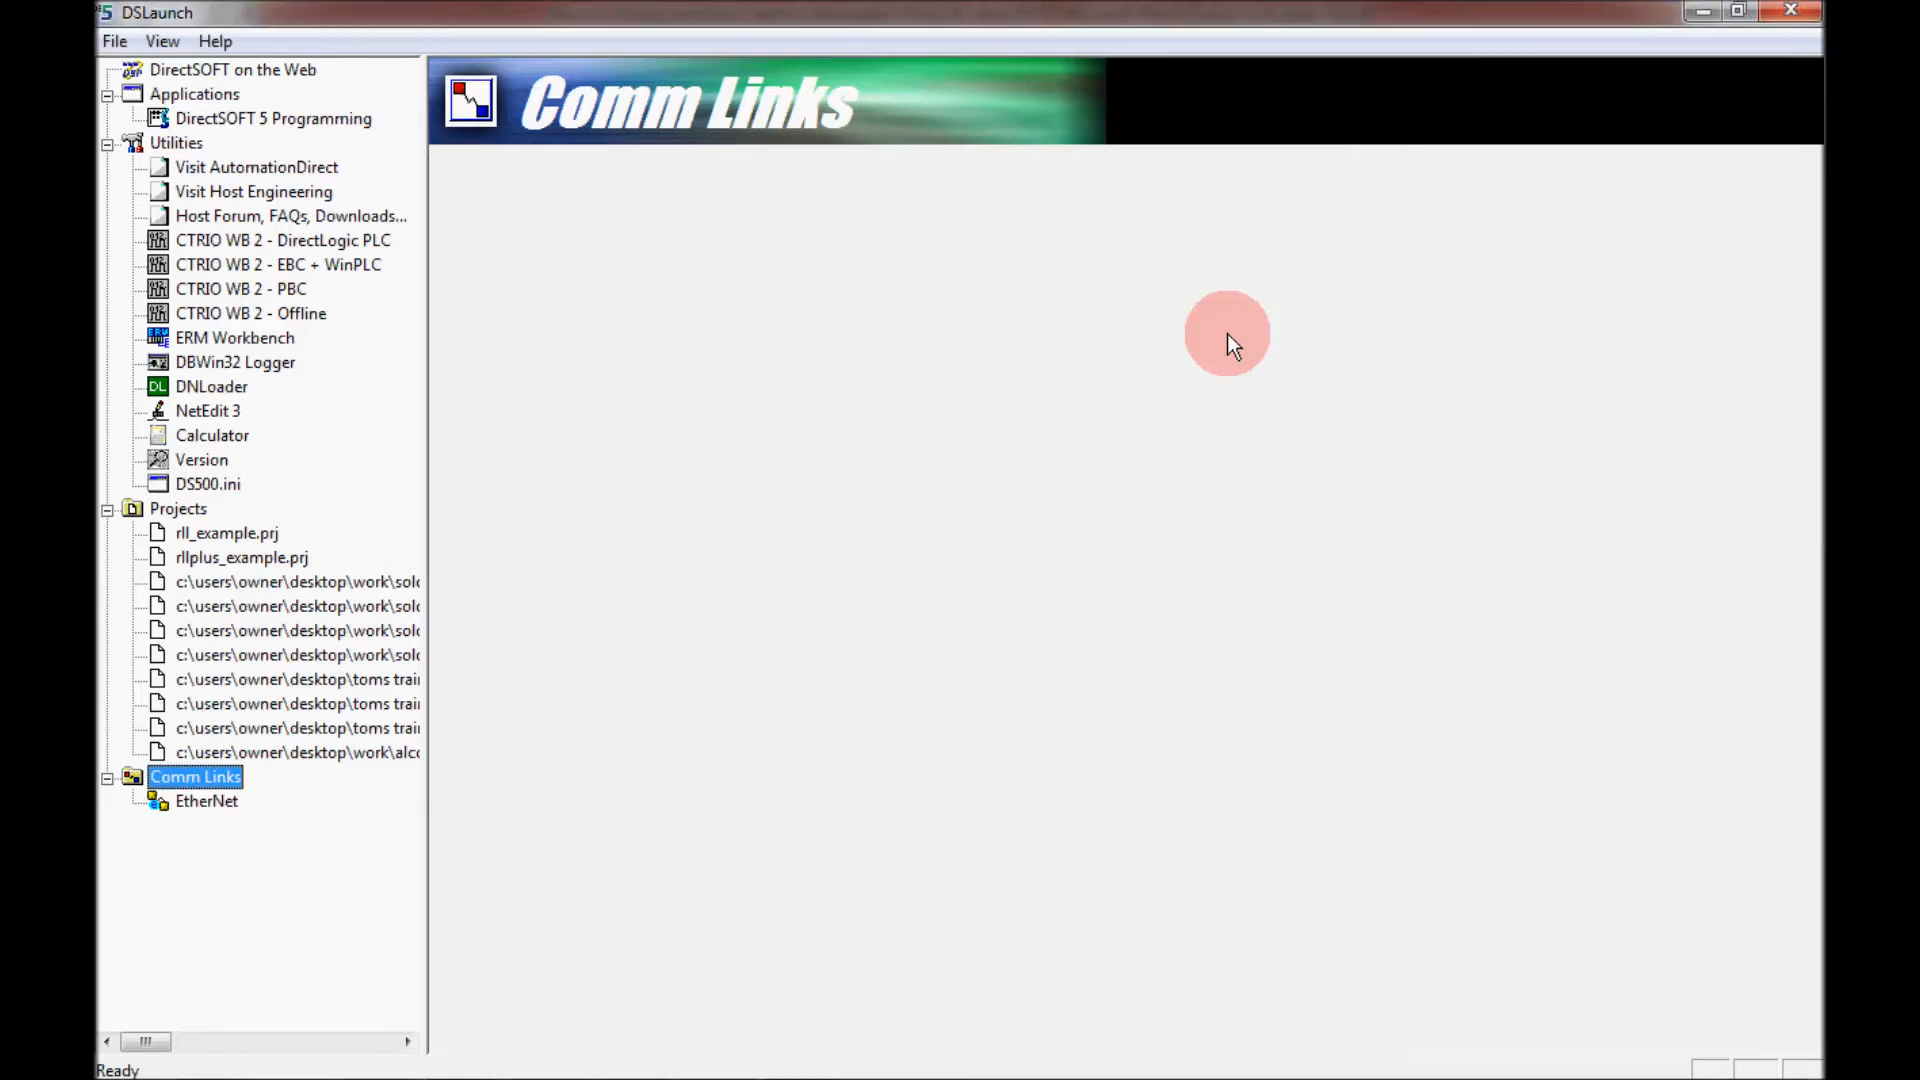 DSLaunch
File View Help
DirectSOFT on the Web
Applications
DirectSOFT 5 Programming
Utilities
Visit AutomationDirect
Visit Host Engineering
Host Forum, FAQs, Downloads...
CTRIO WB 2 - DirectLogic PLC
CTRIO WB 2 - EBC + WinPLC
CTRIO WB 2 - PBC
CTRIO WB 2 - Offline
ERM Workbench
DBWin32 Logger
DL DNLoader
NetEdit 3
Calculator
Version
DS500.ini
Projects
rll_example.prj
rllplus_example.prj
c:\users\owner\desktop\work\solo
c:\users\owner\desktop\work\solo
c:\users\owner\desktop\work\solo
c:\users\owner\desktop\work\solo
c:\users\owner\desktop\toms trai
c:\users\owner\desktop\toms trai
c:\users\owner\desktop\toms trai
c:\users\owner\desktop\work\alco
Comm Links
EtherNet
Comm Links
Ready